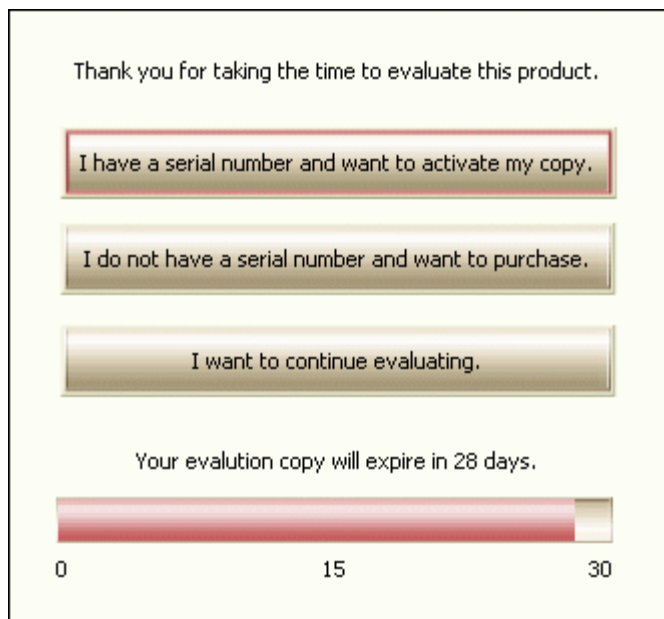 Thank you for taking the time to evaluate this product.
I have a serial number and want to activate my copy.
I do not have a serial number and want to purchase.
I want to continue evaluating.
Your evalution copy will expire in 28 days.
0 15 30